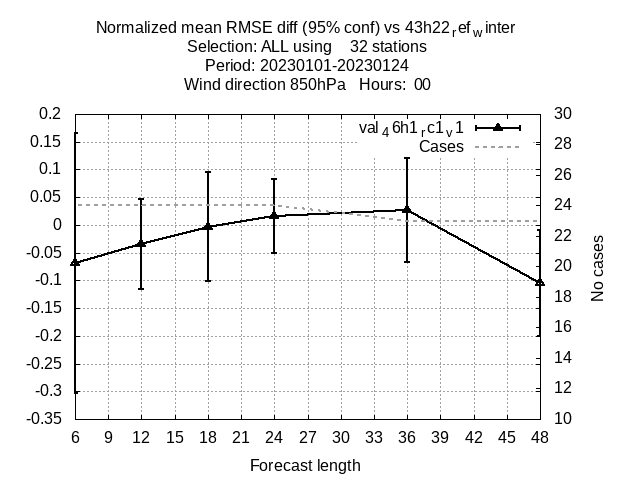 Normalized mean RMSE diff (95% conf) vs 43h22_ref_winter
Selection: ALL using    32 stations
Period: 20230101-20230124
Wind direction 850hPa   Hours:  00
val_46h1_rc1_v1
Cases
0.2
0.15
0.1
0.05
0
-0.05
-0.1
-0.15
-0.2
-0.25
-0.3
-0.35
30
28
26
24
22
20
18
16
14
12
10
No cases
6 9 12 15 18 21 24 27 30 33 36 39 42 45 48
Forecast length